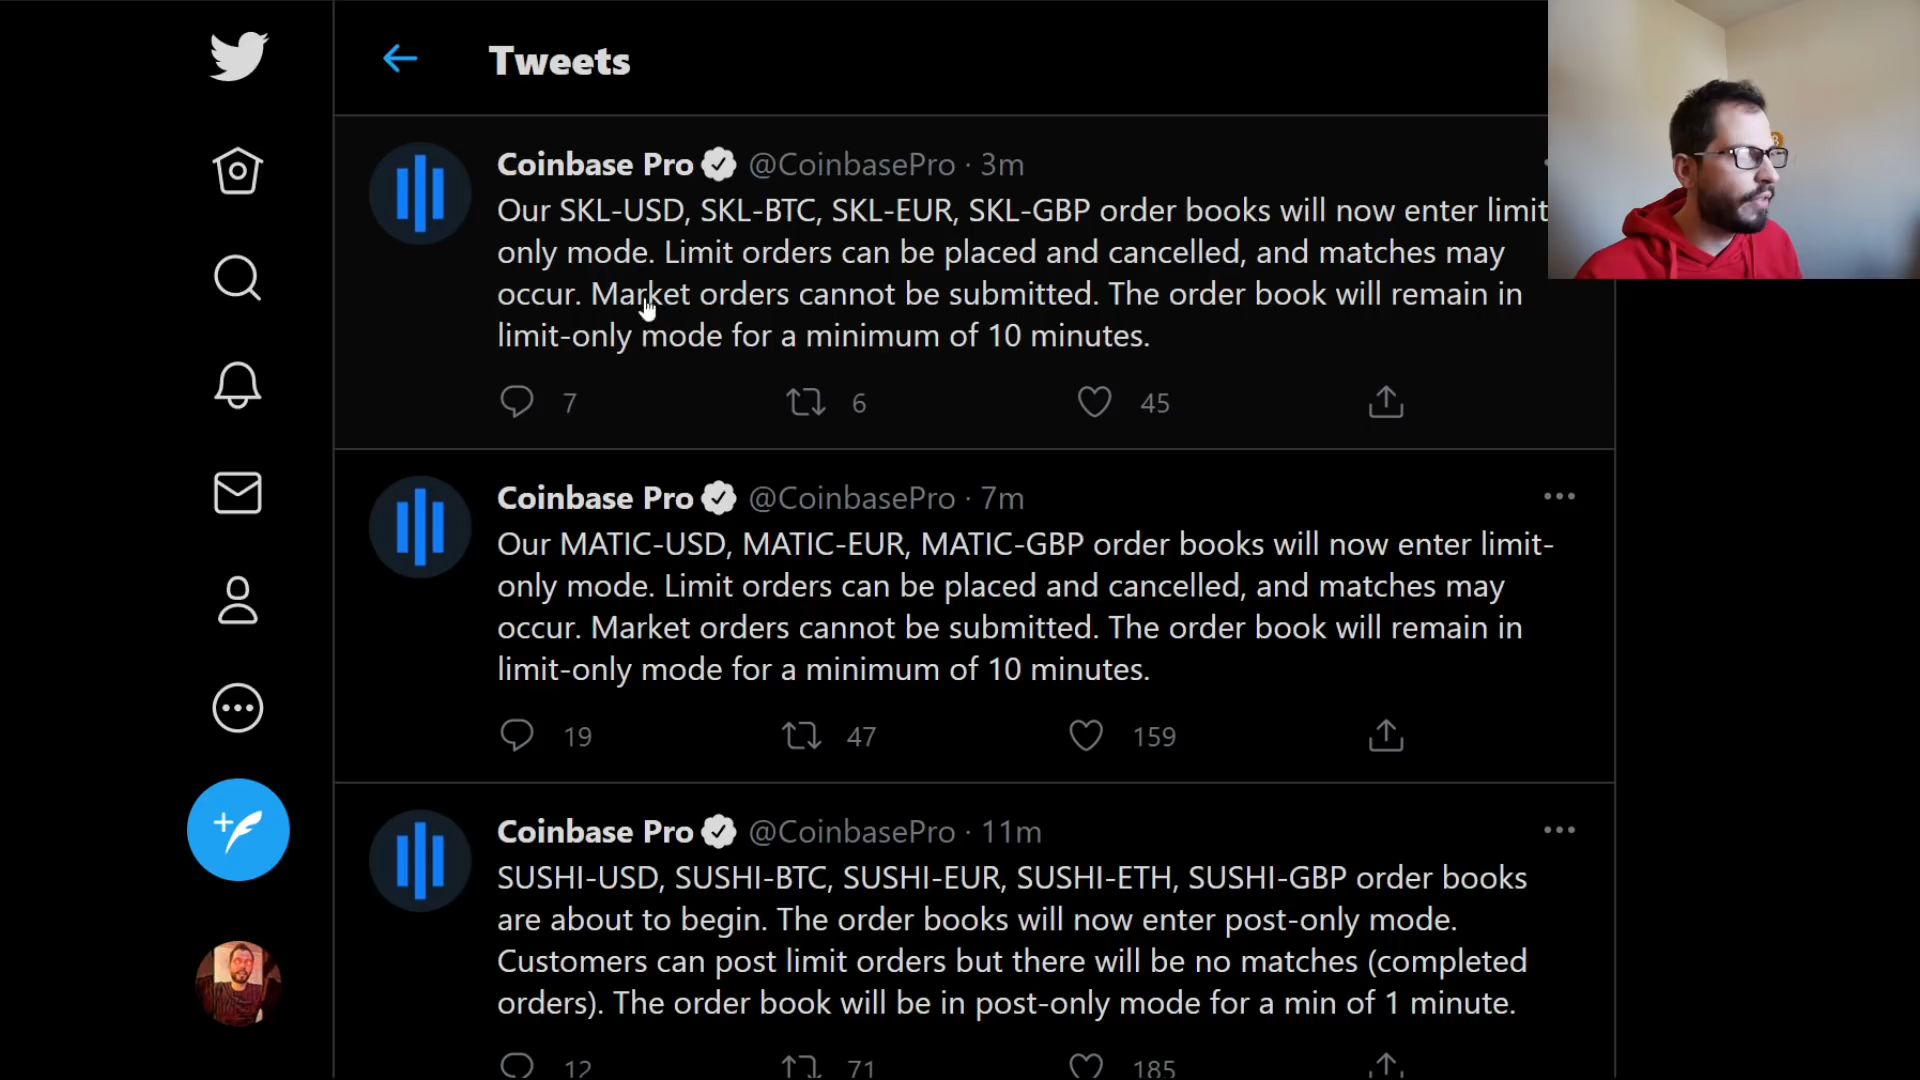 Tweets
Coinbase Pro @CoinbasePro · 3m
Our SKL-USD, SKL-BTC, SKL-EUR, SKL-GBP order books will now enter limit
only mode. Limit orders can be placed and cancelled, and matches may
occur. Market orders cannot be submitted. The order book will remain in
limit-only mode for a minimum of 10 minutes.
7 6 45
Coinbase Pro @CoinbasePro · 7m
Our MATIC-USD, MATIC-EUR, MATIC-GBP order books will now enter limit-
only mode. Limit orders can be placed and cancelled, and matches may
occur. Market orders cannot be submitted. The order book will remain in
limit-only mode for a minimum of 10 minutes.
19 47 159
Coinbase Pro @CoinbasePro · 11m
SUSHI-USD, SUSHI-BTC, SUSHI-EUR, SUSHI-ETH, SUSHI-GBP order books
are about to begin. The order books will now enter post-only mode.
Customers can post limit orders but there will be no matches (completed
orders). The order book will be in post-only mode for a min of 1 minute.
12 71 185